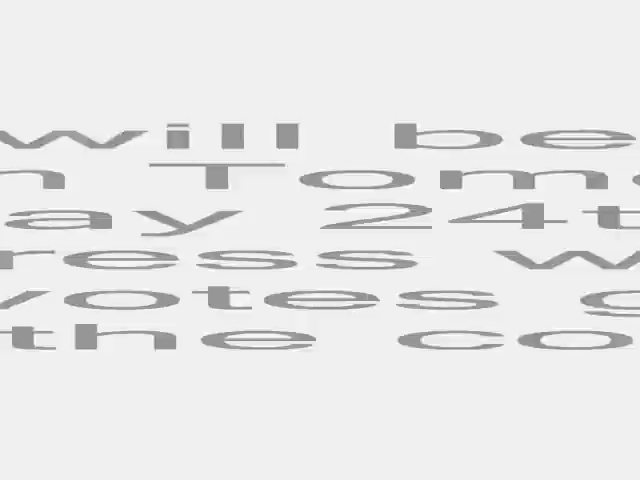 will be
n Tom
ay 24t
ress w
votes g
the co